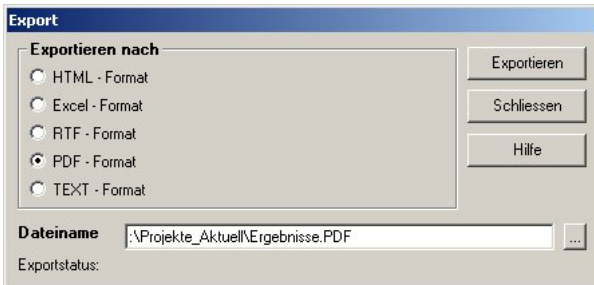 Export
Exportieren nach
HTML - Format
Excel - Format
RTF - Format
PDF - Format
TEXT - Format
Exportieren
Schliessen
Hilfe
Dateiname :\Projekte_Aktuell\Ergebnisse.PDF ...
Exportstatus: